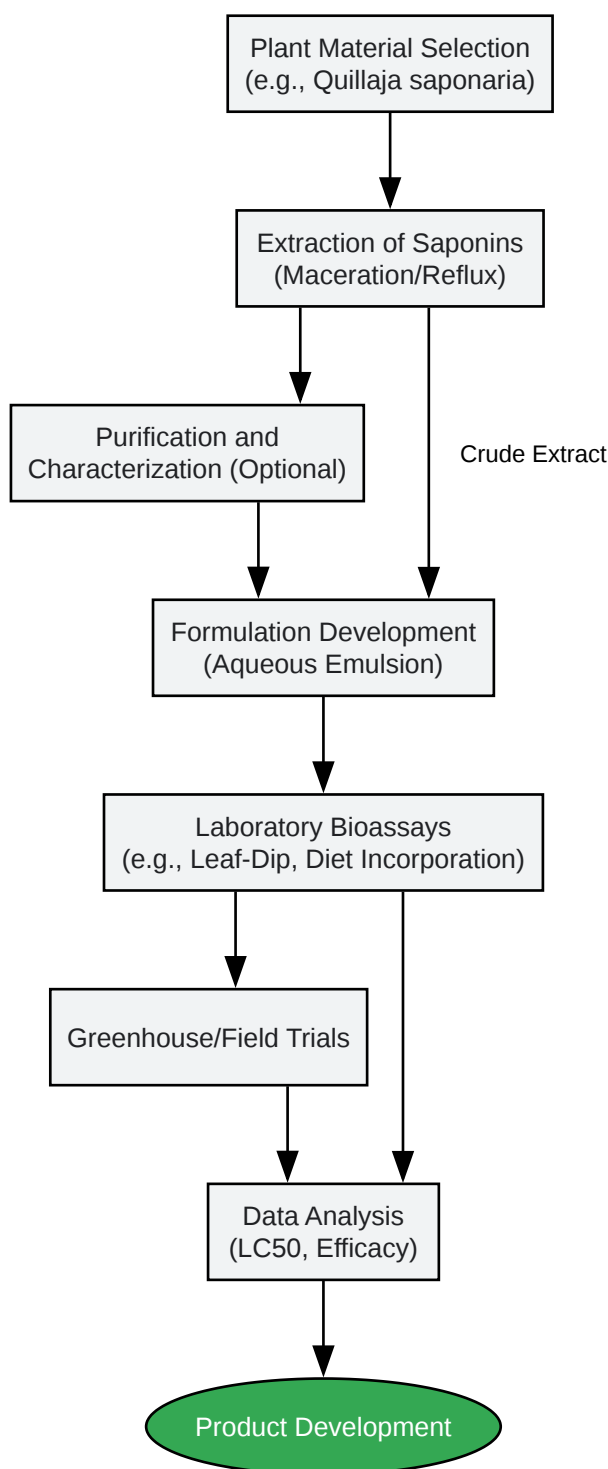 Plant Material Selection
(e.g., Quillaja saponaria)
Extraction of Saponins
(Maceration/Reflux)
Purification and
Characterization (Optional)
Crude Extract
Formulation Development
(Aqueous Emulsion)
Laboratory Bioassays
(e.g., Leaf-Dip, Diet Incorporation)
Greenhouse/Field Trials
Data Analysis
(LC50, Efficacy)
Product Development